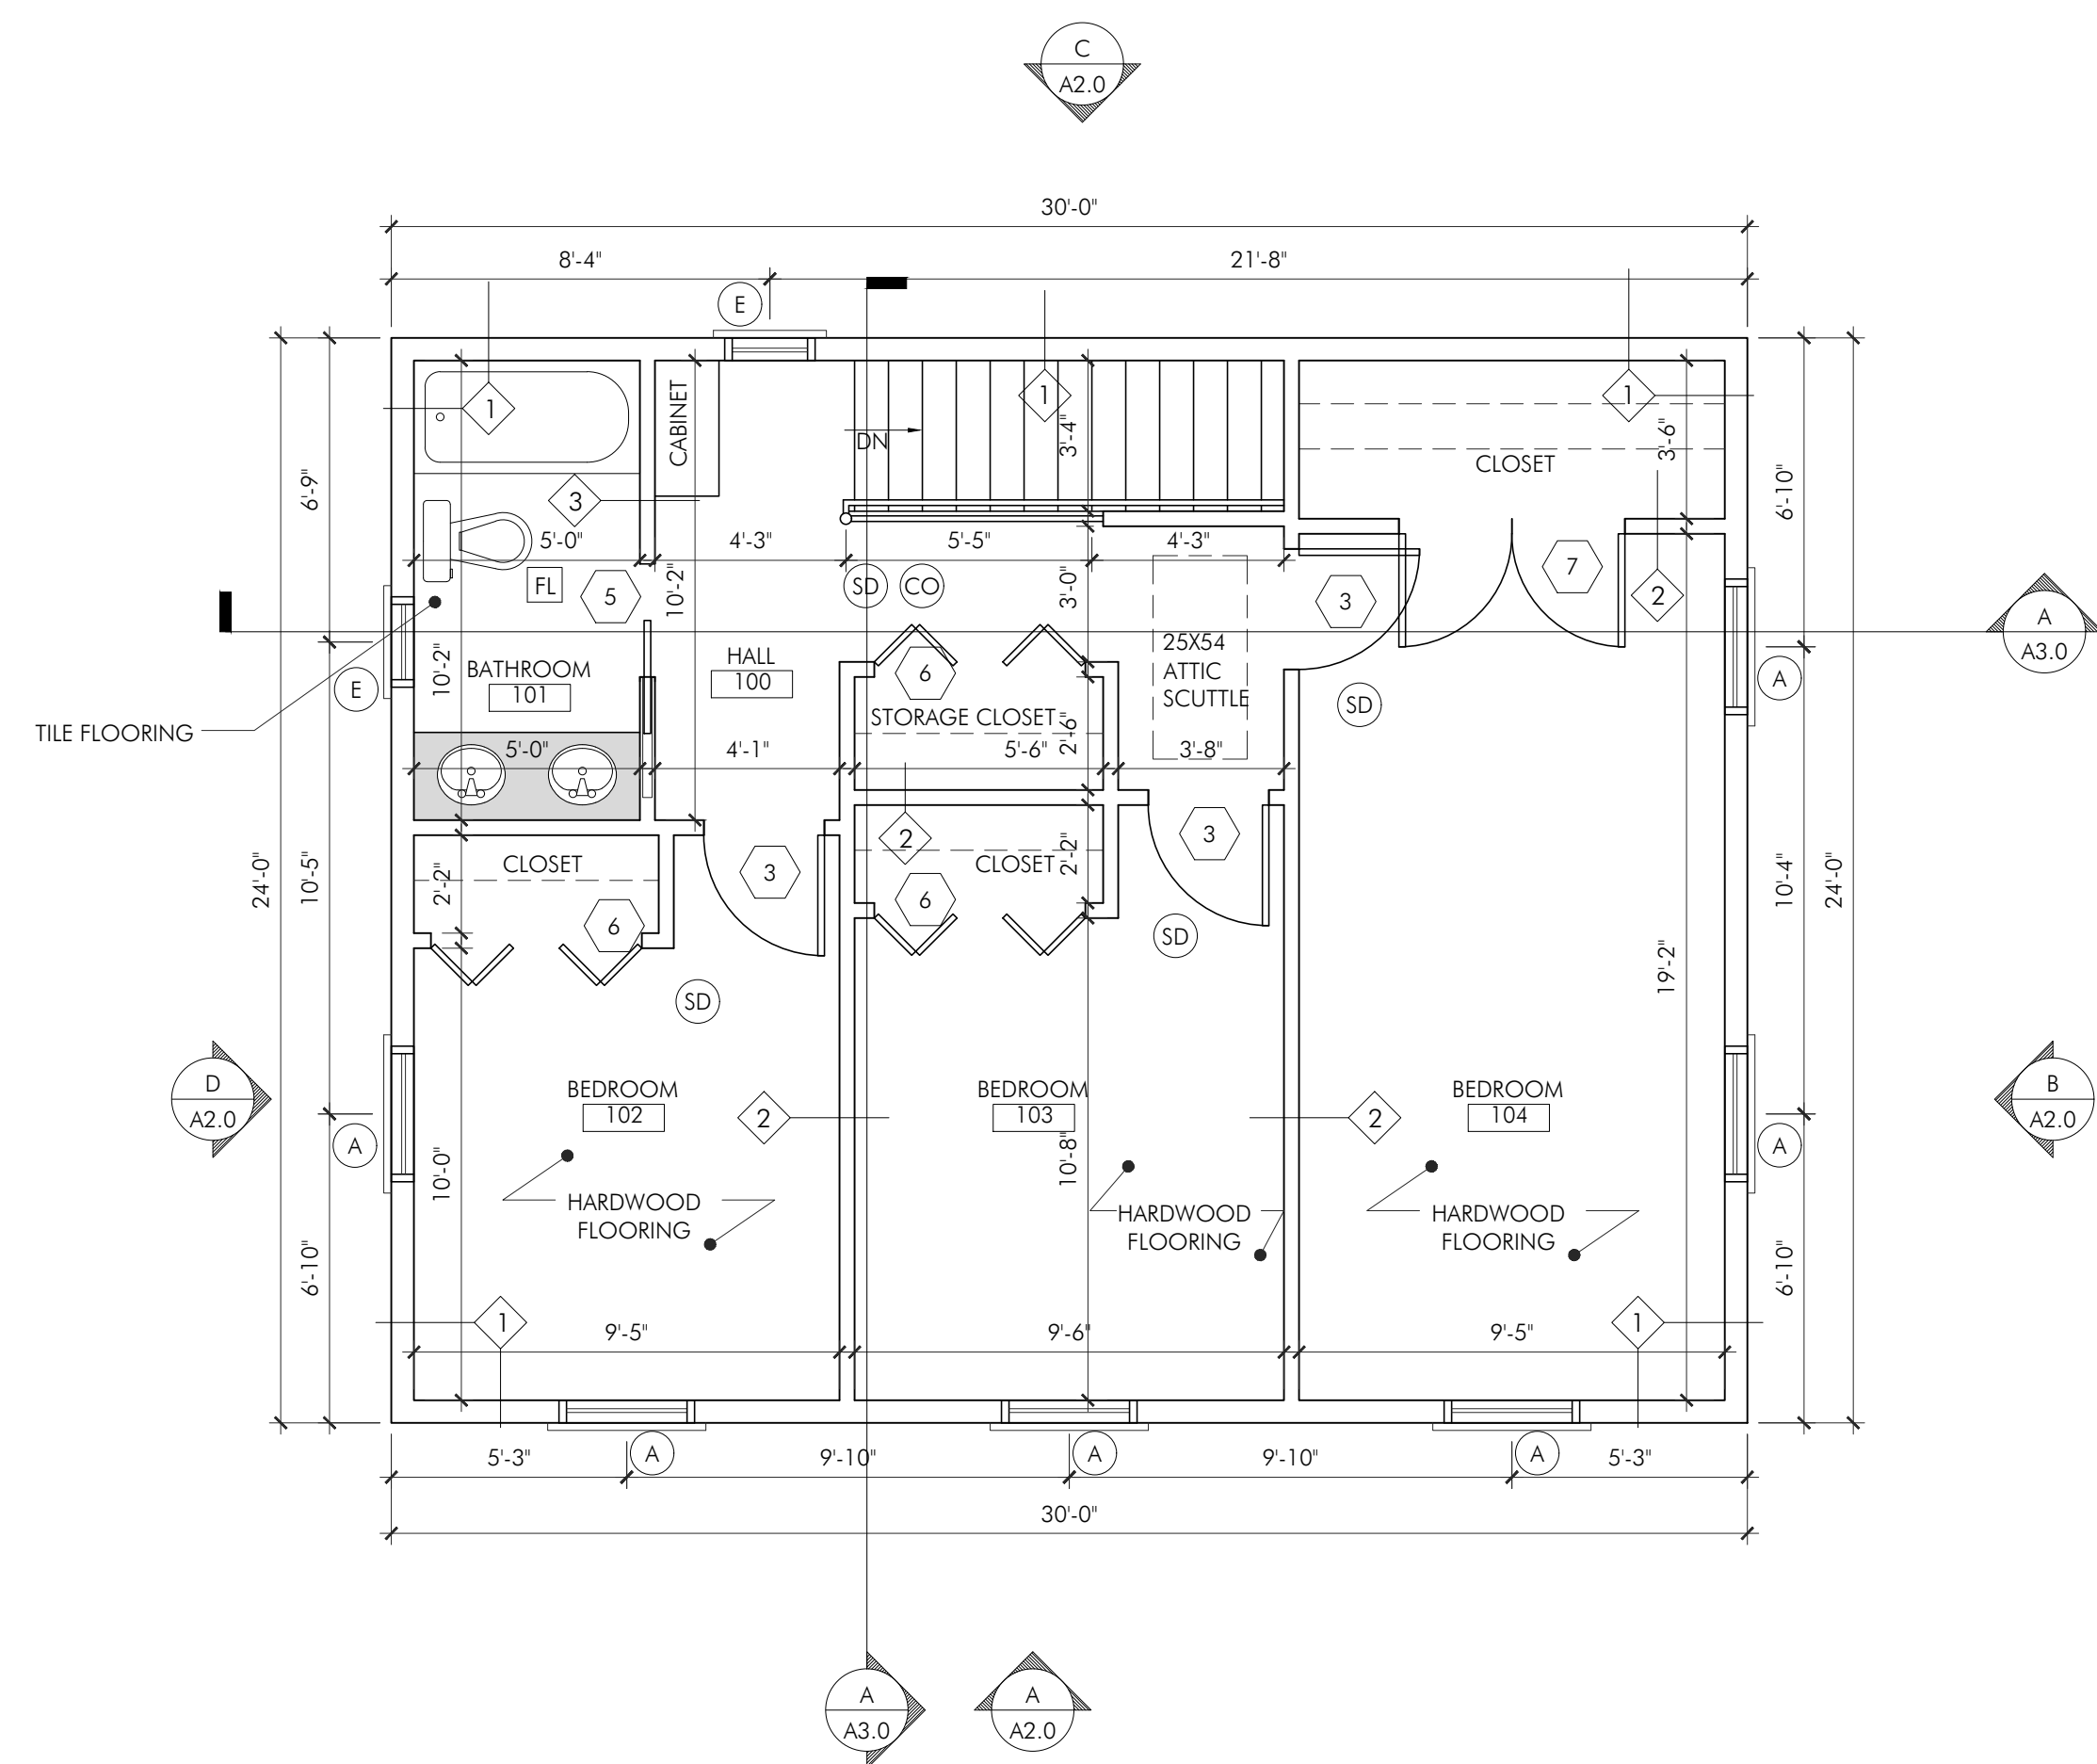 C
A2.0
30'-0"
8'-4"
21'-8"
E
1
1
1
CABINET
DN
3'-4"
3'-6"
CLOSET
6'-9"
6'-10"
3
5'-0"
4'-3"
5'-5"
4'-3"
7
2
FL
5
10'-2"
SD
CO
3'-0"
3
A
A3.0
25X54
ATTIC
SCUTTLE
HALL
100
BATHROOM
101
10'-2"
E
6
A
SD
STORAGE CLOSET
2'-6"
TILE FLOORING
5'-0"
4'-1"
5'-6"
3'-8"
2
3
CLOSET
CLOSET
2'-2"
2'-2"
3
24'-0"
10'-5"
10'-4"
24'-0"
6
6
SD
19'-2"
SD
D
A2.0
B
A2.0
BEDROOM
102
2
BEDROOM
103
2
BEDROOM
104
A
A
10'-0"
10'-8"
HARDWOOD
FLOORING
HARDWOOD
FLOORING
HARDWOOD
FLOORING
6'-10"
6'-10"
1
1
9'-5"
9'-6"
9'-5"
5'-3"
A
9'-10"
A
9'-10"
A
5'-3"
30'-0"
A
A3.0
A
A2.0